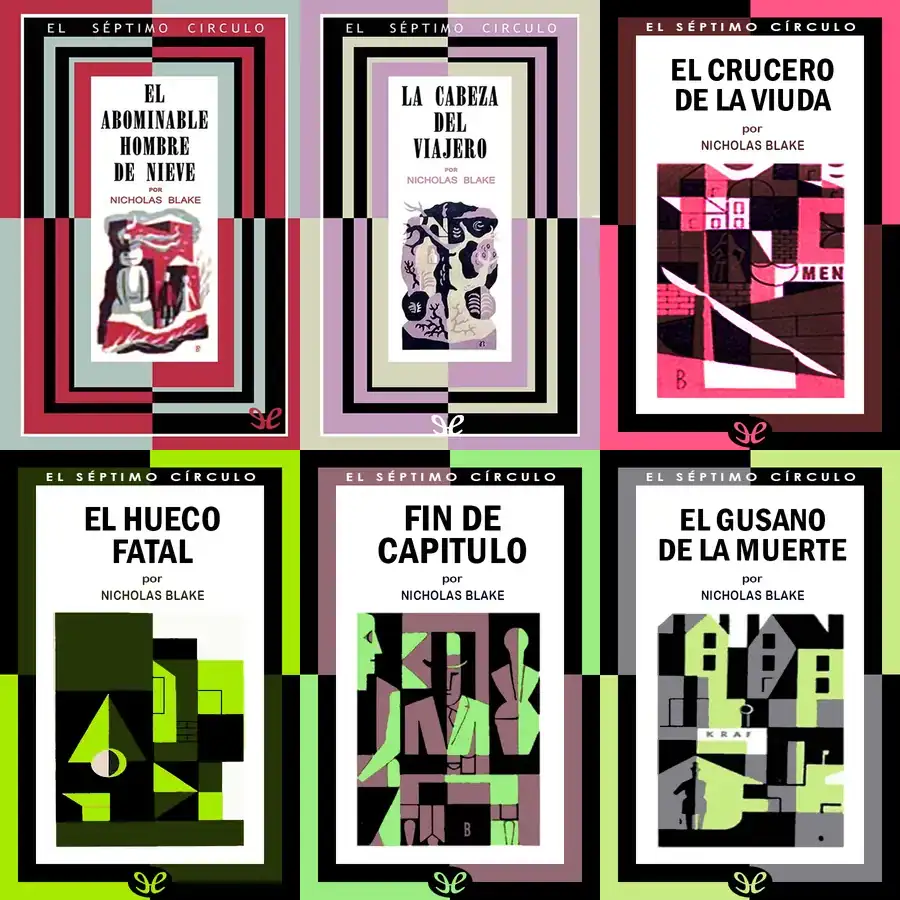 EL SÉPTIMO CÍRCULO
EL
ABOMINABLE
HOMBRE
DE NIEVE
POR
NICHOLAS BLAKE
B
EL SÉPTIMO CÍRCULO
LA CABEZA
DEL
VIAJERO
POR
NICHOLAS BLAKE
EL SÉPTIMO CÍRCULO
EL CRUCERO
DE LA VIUDA
por
NICHOLAS BLAKE
MEN
B
EL SÉPTIMO CÍRCULO
EL HUECO
FATAL
por
NICHOLAS BLAKE
EL SÉPTIMO CÍRCULO
FIN DE
CAPITULO
por
NICHOLAS BLAKE
B
EL SÉPTIMO CÍRCULO
EL GUSANO
DE LA MUERTE
por
NICHOLAS BLAKE
KRAF